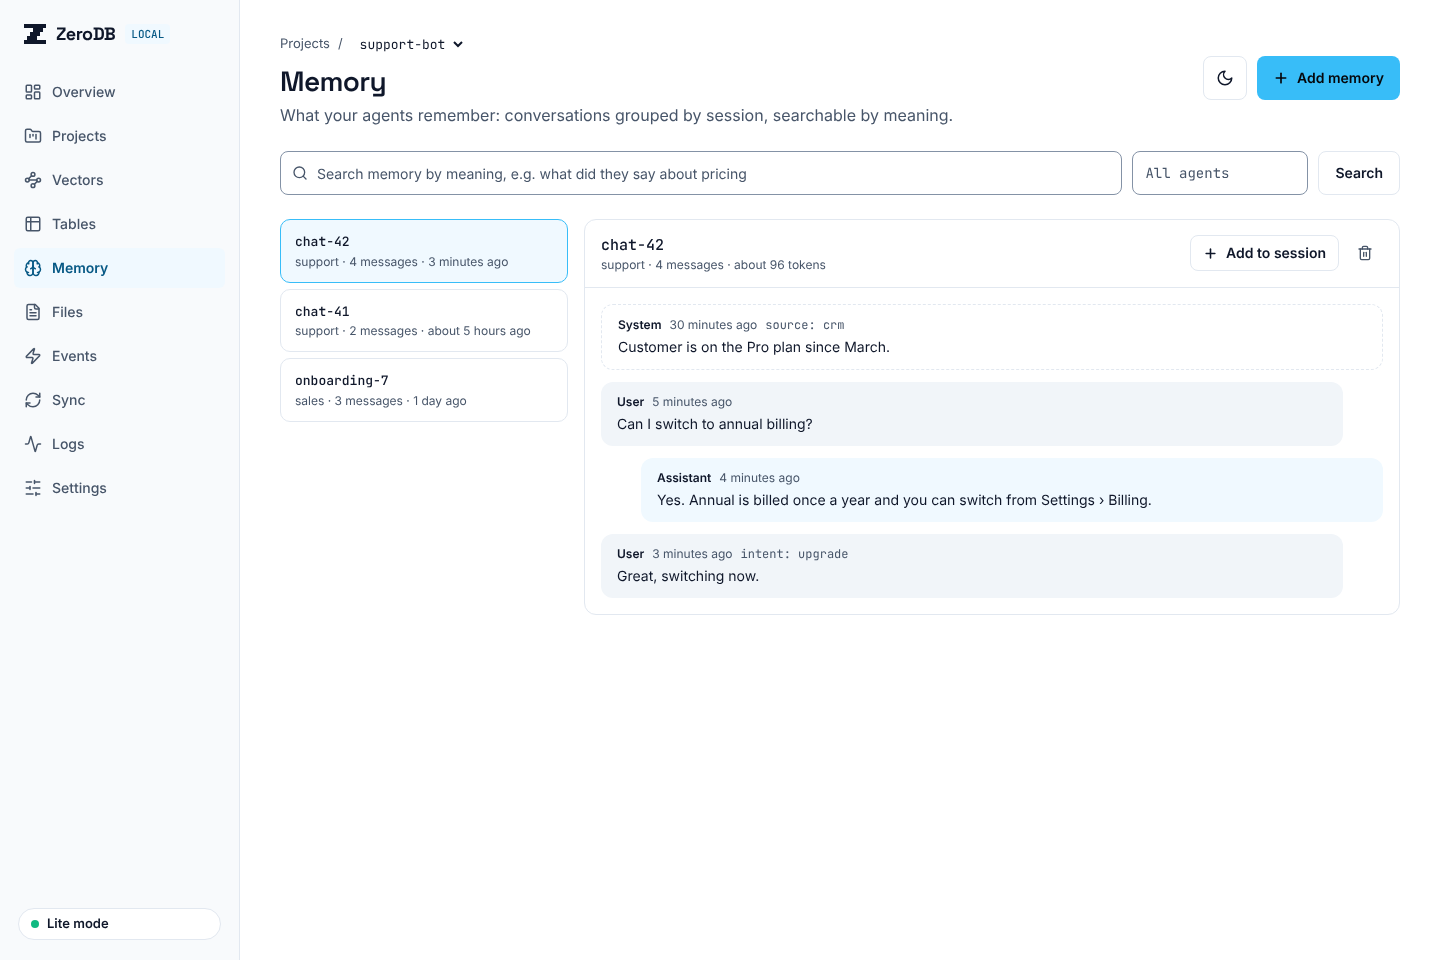 ZeroDB LOCAL
Overview
Projects
Vectors
Tables
Memory
Files
Events
Sync
Logs
Settings
Lite mode
Projects / support-bot
Memory
What your agents remember: conversations grouped by session, searchable by meaning.
Add memory
Search memory by meaning, e.g. what did they say about pricing
All agents
Search
chat-42
support · 4 messages · 3 minutes ago
chat-41
support · 2 messages · about 5 hours ago
onboarding-7
sales · 3 messages · 1 day ago
chat-42
support · 4 messages · about 96 tokens
Add to session
System 30 minutes ago source: crm
Customer is on the Pro plan since March.
User 5 minutes ago
Can I switch to annual billing?
Assistant 4 minutes ago
Yes. Annual is billed once a year and you can switch from Settings › Billing.
User 3 minutes ago intent: upgrade
Great, switching now.